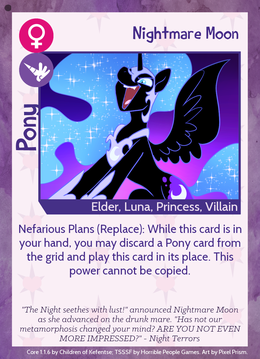 Nightmare Moon
Pony
Elder, Luna, Princess, Villain
Nefarious Plans (Replace): While this card is in
your hand, you may discard a Pony card from
the grid and play this card in its place. This
power cannot be copied.
"The Night seethes with lust!" announced Nightmare Moon
as she advanced on the drunk mare. "Has not our
metamorphosis changed your mind? ARE YOU NOT EVEN
MORE IMPRESSED?" - Night Terrors
Core 1.1.6 by Children of Kefentse; TSSSF by Horrible People Games. Art by Pixel Prism.